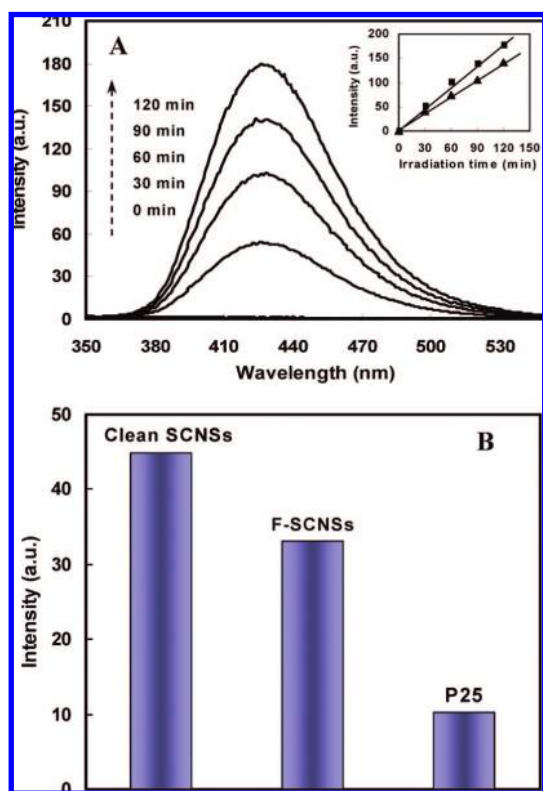 A
210
180
150
120
90
60
30
0
Intensity (a.u.)
120 min
90 min
60 min
30 min
0 min
200
150
100
50
0
Intensity (a.u.)
0 30 60 90 120 150
Irradiation time (min)
350 380 410 440 470 500 530
Wavelength (nm)
B
50
40
30
20
10
0
Intensity (a.u.)
Clean SCNSs
F-SCNSs
P25